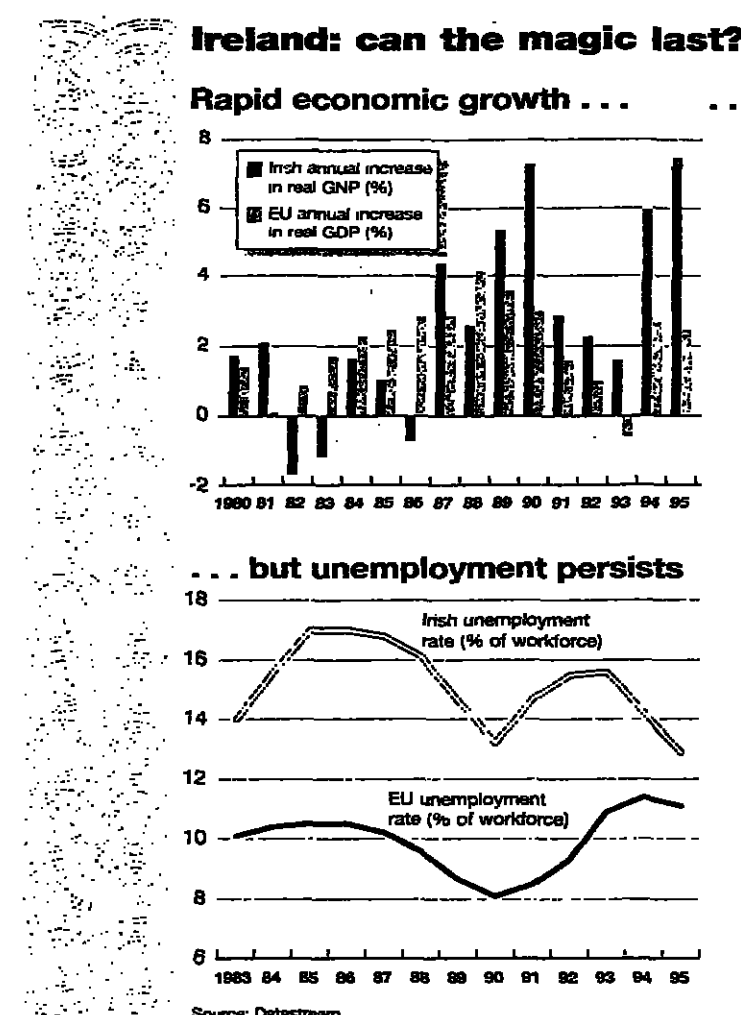 Ireland: can the magic last?
Rapid economic growth . . . . .
8
Irish annual increase
in real GNP (%)
EU annual increase
in real GDP (%)
6
4
2
0
-2
1980 81 82 83 84 85 86 87 88 89 90 91 92 93 94 95
. . . but unemployment persists
18
Irish unemployment
rate (% of workforce)
16
14
12
EU unemployment
rate (% of workforce)
10
8
6
1983 84 85 86 87 88 89 90 91 92 93 94 95
Source: Datastream